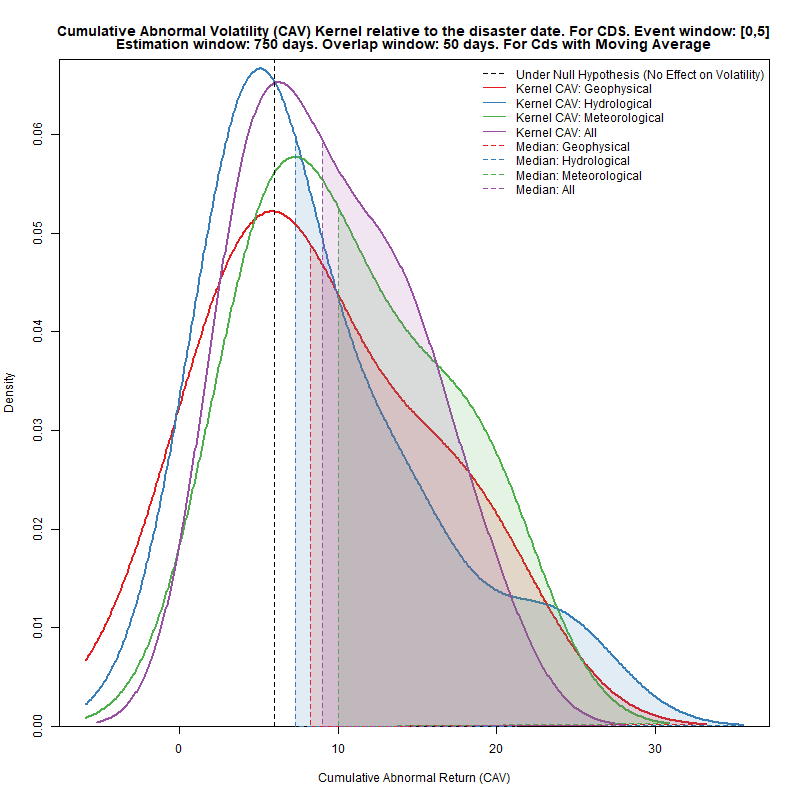 Cumulative Abnormal Volatility (CAV) Kernel relative to the disaster date. For CDS. Event window: [0,5]
Estimation window: 750 days. Overlap window: 50 days. For Cds with Moving Average
Under Null Hypothesis (No Effect on Volatility)
Kernel CAV: Geophysical
Kernel CAV: Hydrological
Kernel CAV: Meteorological
Kernel CAV: All
Median: Geophysical
Median: Hydrological
Median: Meteorological
Median: All
0.06
0.05
0.04
0.03
0.02
0.01
0.00
Density
0 10 20 30
Cumulative Abnormal Return (CAV)